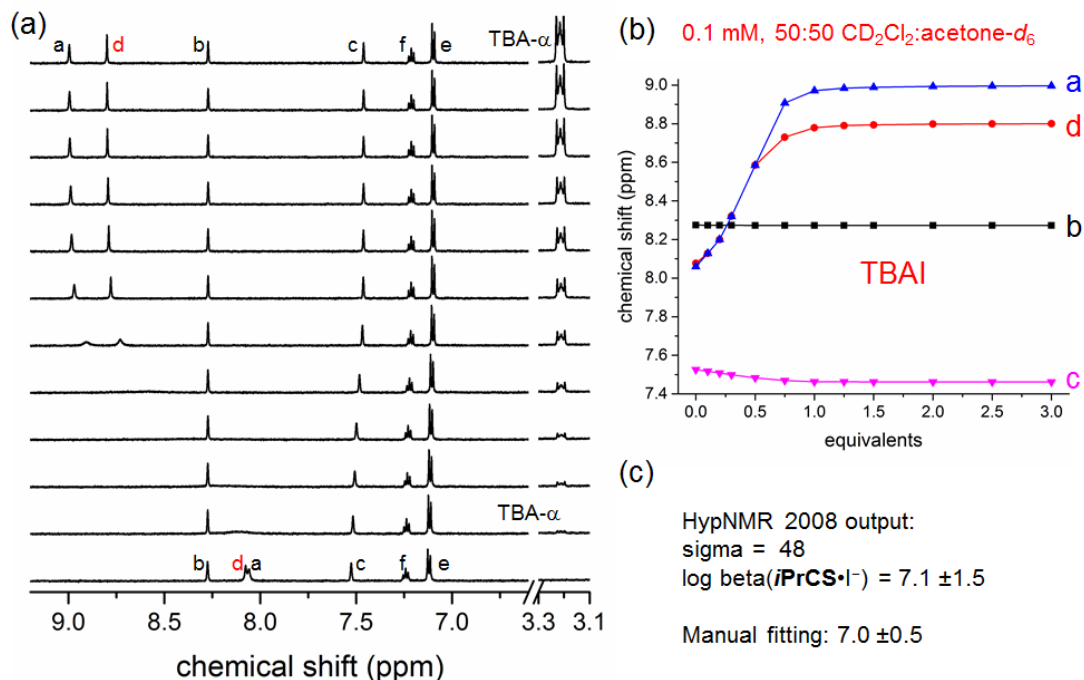 (a)
a d b c f e TBA-α
TBA-α
b d a c f e
9.0 8.5 8.0 7.5 7.0 3.3 3.1
chemical shift (ppm)
(b) 0.1 mM, 50:50 CD₂Cl₂:acetone-d₆
9.0
8.8
8.6
8.4
8.2
8.0
7.6
7.4
chemical shift (ppm)
a
d
b
TBAI
c
0.0 0.5 1.0 1.5 2.0 2.5 3.0
equivalents
(c)
HypNMR 2008 output:
sigma = 48
log beta(iPrCS•I⁻) = 7.1 ±1.5
Manual fitting: 7.0 ±0.5